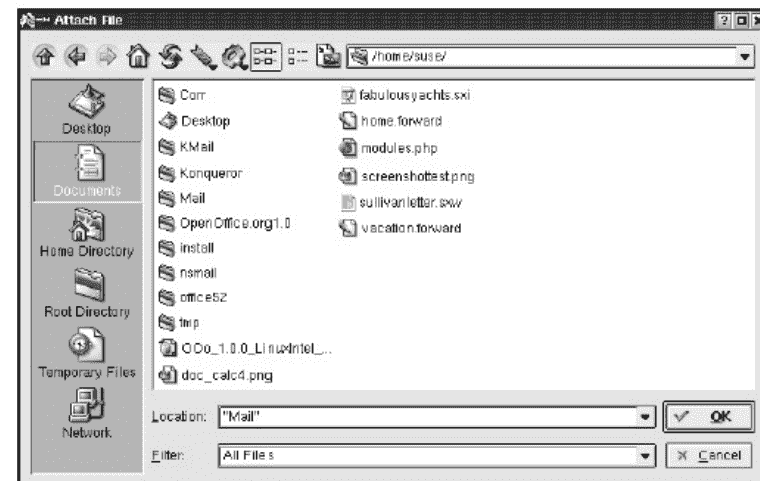 Attach File
/home/suse/
Desktop
Documents
Home Directory
Root Directory
Temporary Files
Network
Corr
Desktop
KMail
Konqueror
Mail
OpenOffice.org1.0
install
nsmail
office52
tmp
OOo_1.0.0_LinuxIntel_...
doc_calc4.png
fabulousyachts.sxi
home.forward
modules.php
screenshottest.png
sullivanletter.sxw
vacation.forward
Location: "Mail" OK
Filter: All Files Cancel